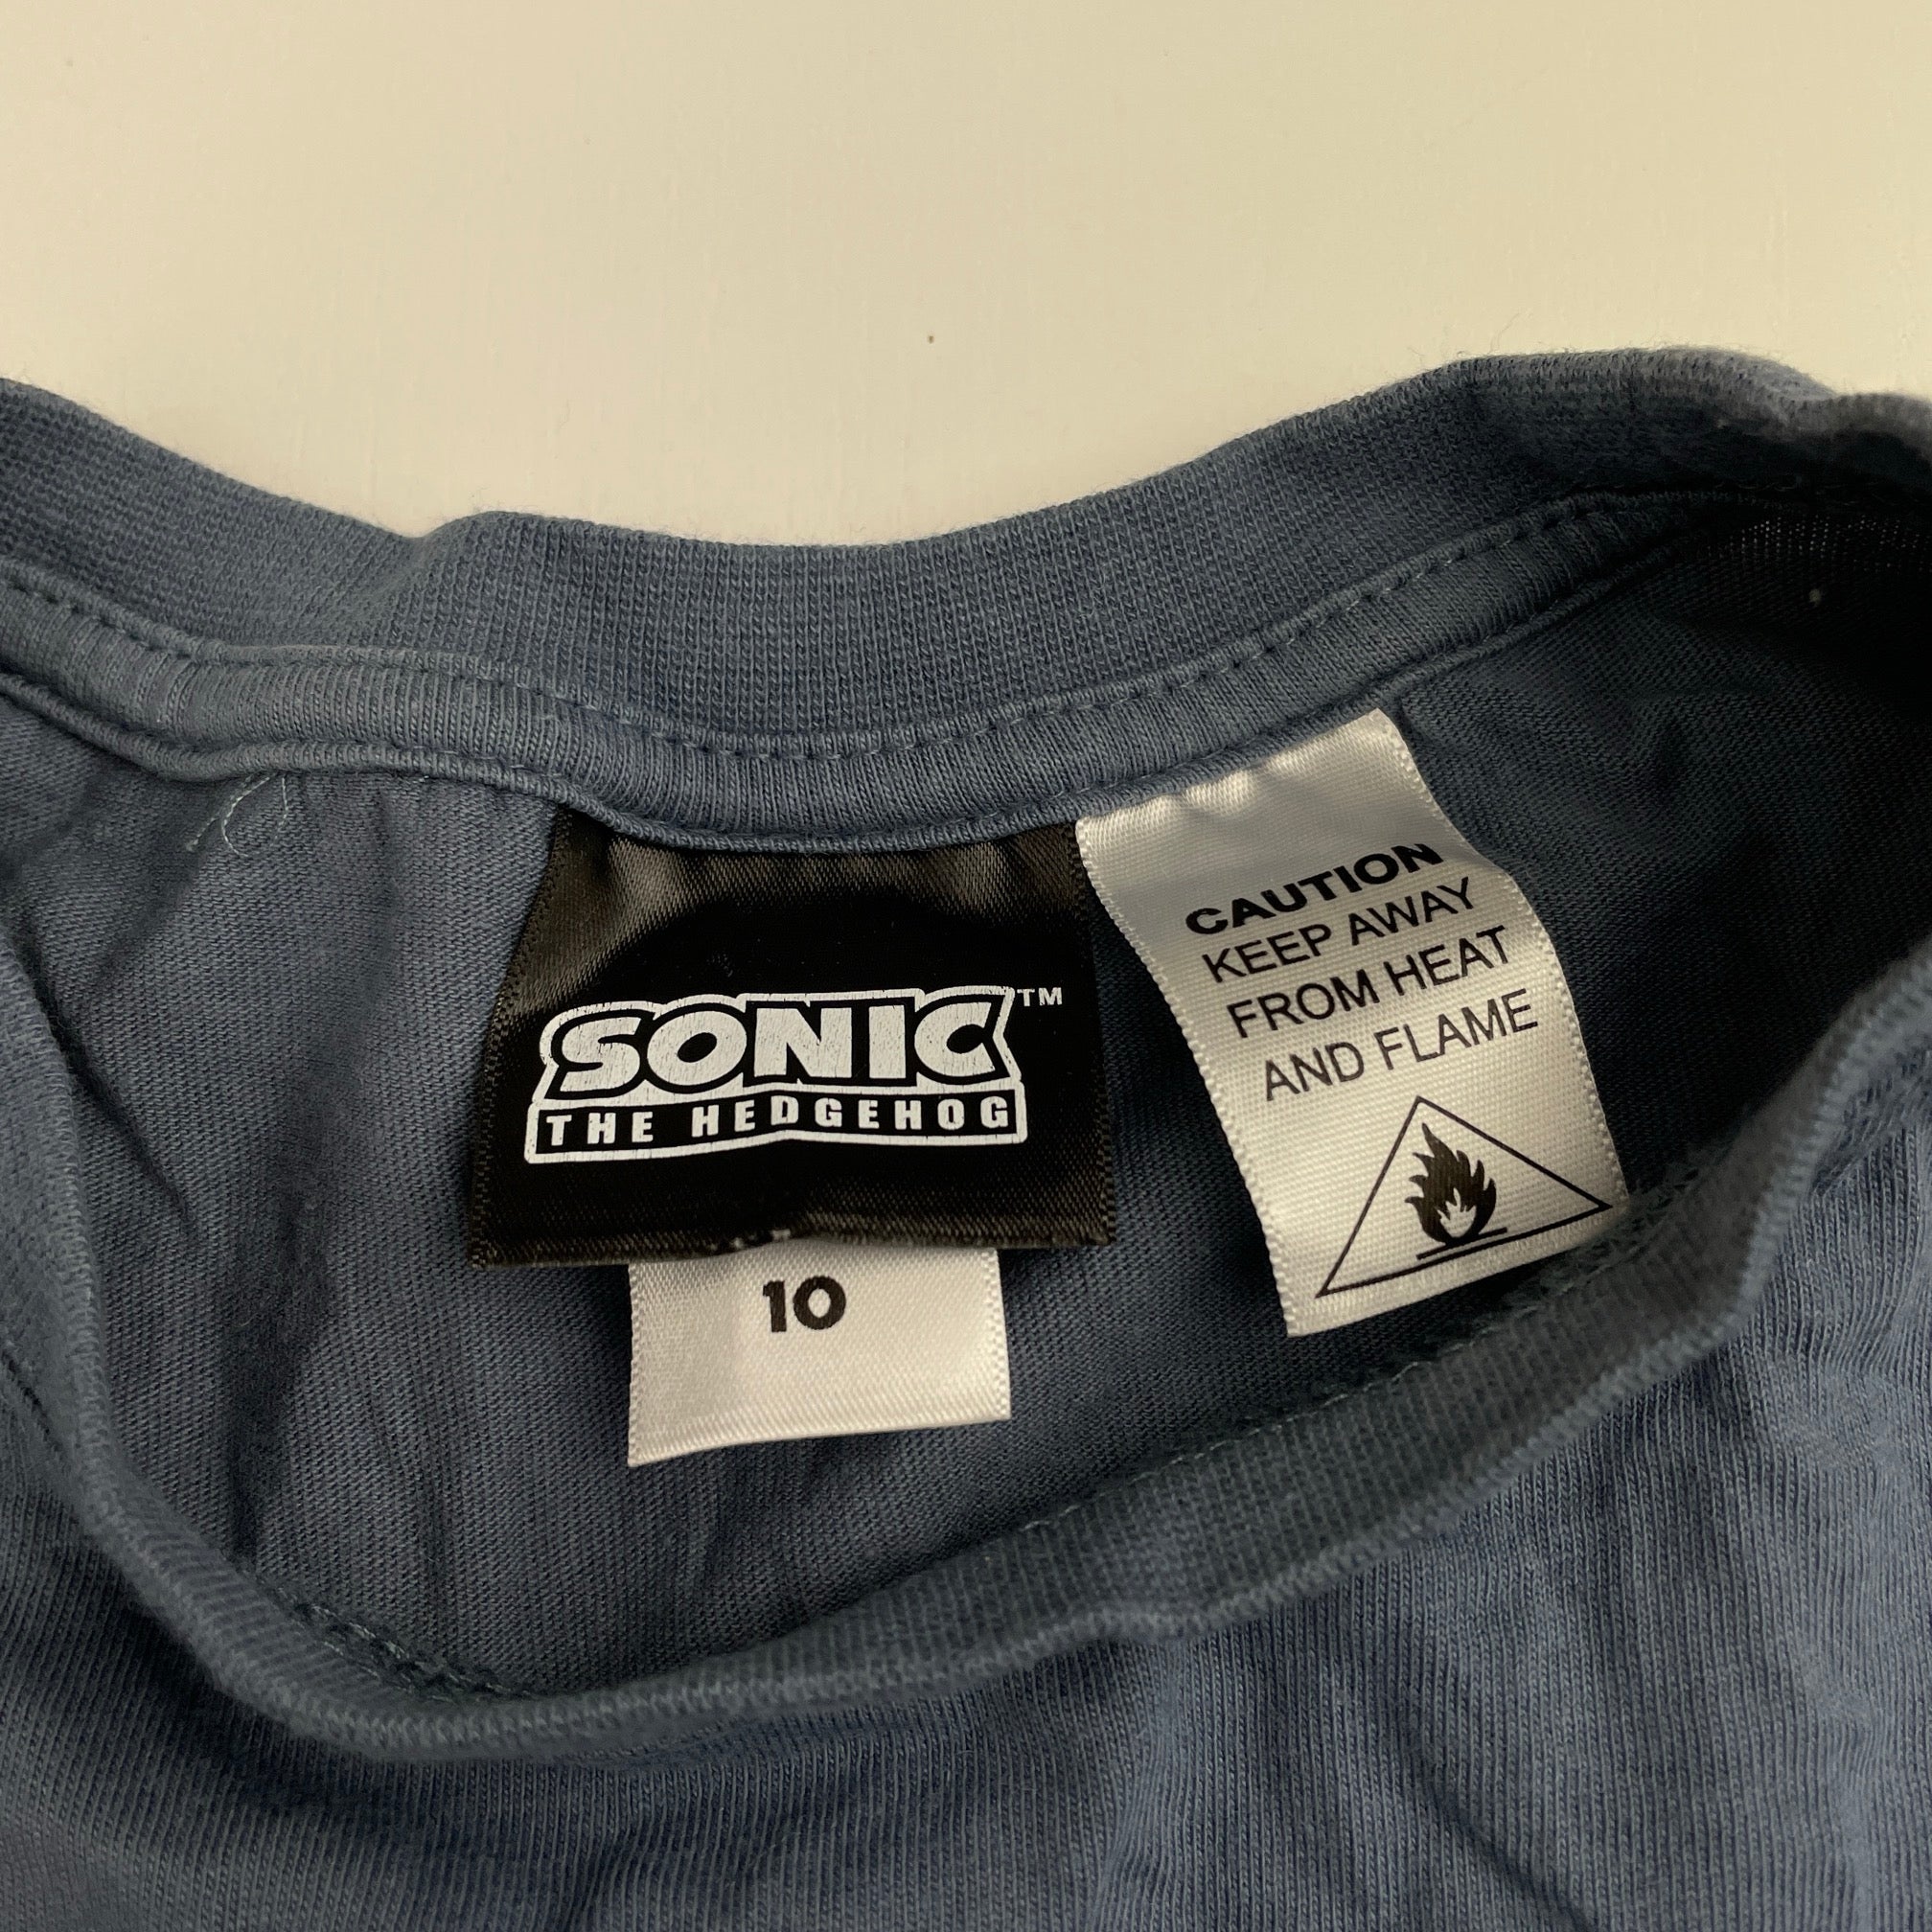 SONIC™
THE HEDGEHOG
10
CAUTION
KEEP AWAY
FROM HEAT
AND FLAME